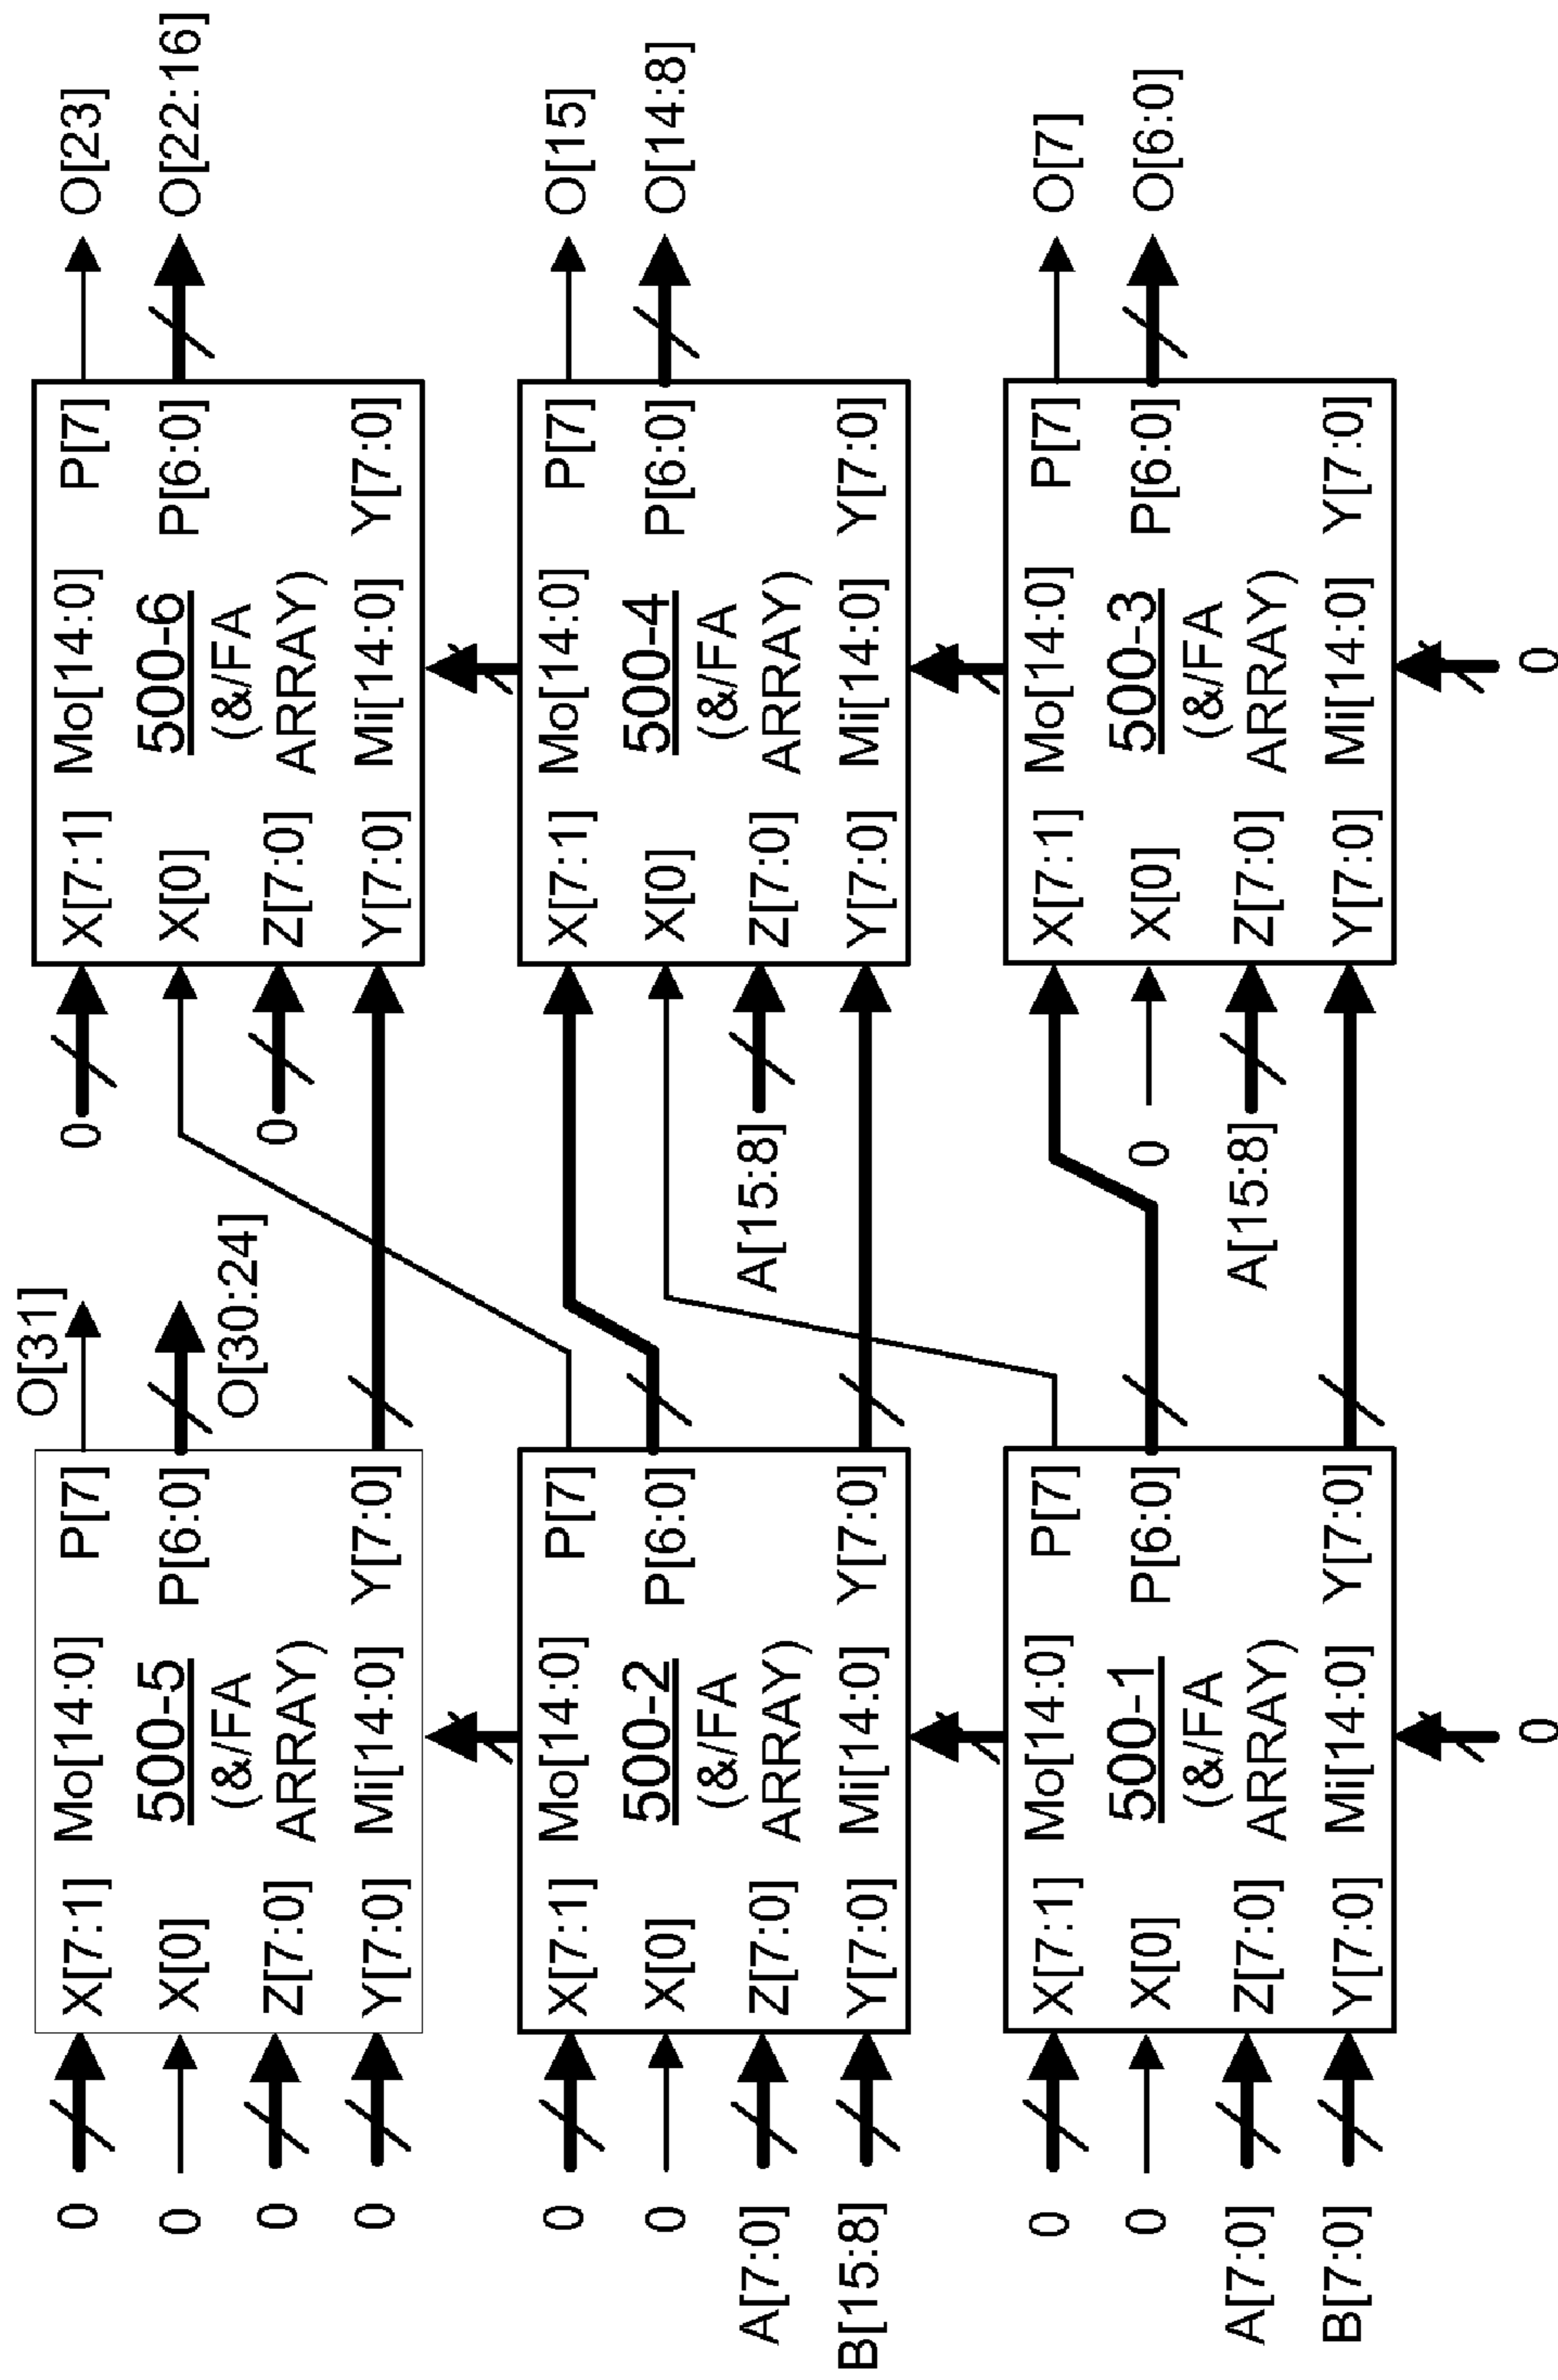 O[31]
0
X[7:1]
Mo[14:0]
P[7]
0
X[0]
500-5
P[6:0]
O[30:24]
0
Z[7:0]
(&/FA
ARRAY)
0
Y[7:0]
Mi[14:0]
Y[7:0]
0
X[7:1]
Mo[14:0]
P[7]
O[23]
X[0]
500-6
P[6:0]
O[22:16]
0
Z[7:0]
(&/FA
ARRAY)
Y[7:0]
Mi[14:0]
Y[7:0]
0
X[7:1]
Mo[14:0]
P[7]
0
X[0]
500-2
P[6:0]
A[7:0]
Z[7:0]
(&/FA
ARRAY)
B[15:8]
Y[7:0]
Mi[14:0]
Y[7:0]
X[7:1]
Mo[14:0]
P[7]
O[15]
X[0]
500-4
P[6:0]
O[14:8]
A[15:8]
Z[7:0]
(&/FA
ARRAY)
Y[7:0]
Mi[14:0]
Y[7:0]
0
X[7:1]
Mo[14:0]
P[7]
0
X[0]
500-1
P[6:0]
A[7:0]
Z[7:0]
(&/FA
ARRAY)
B[7:0]
Y[7:0]
Mi[14:0]
Y[7:0]
0
X[7:1]
Mo[14:0]
P[7]
O[7]
0
X[0]
500-3
P[6:0]
O[6:0]
A[15:8]
Z[7:0]
(&/FA
ARRAY)
Y[7:0]
Mi[14:0]
Y[7:0]
0